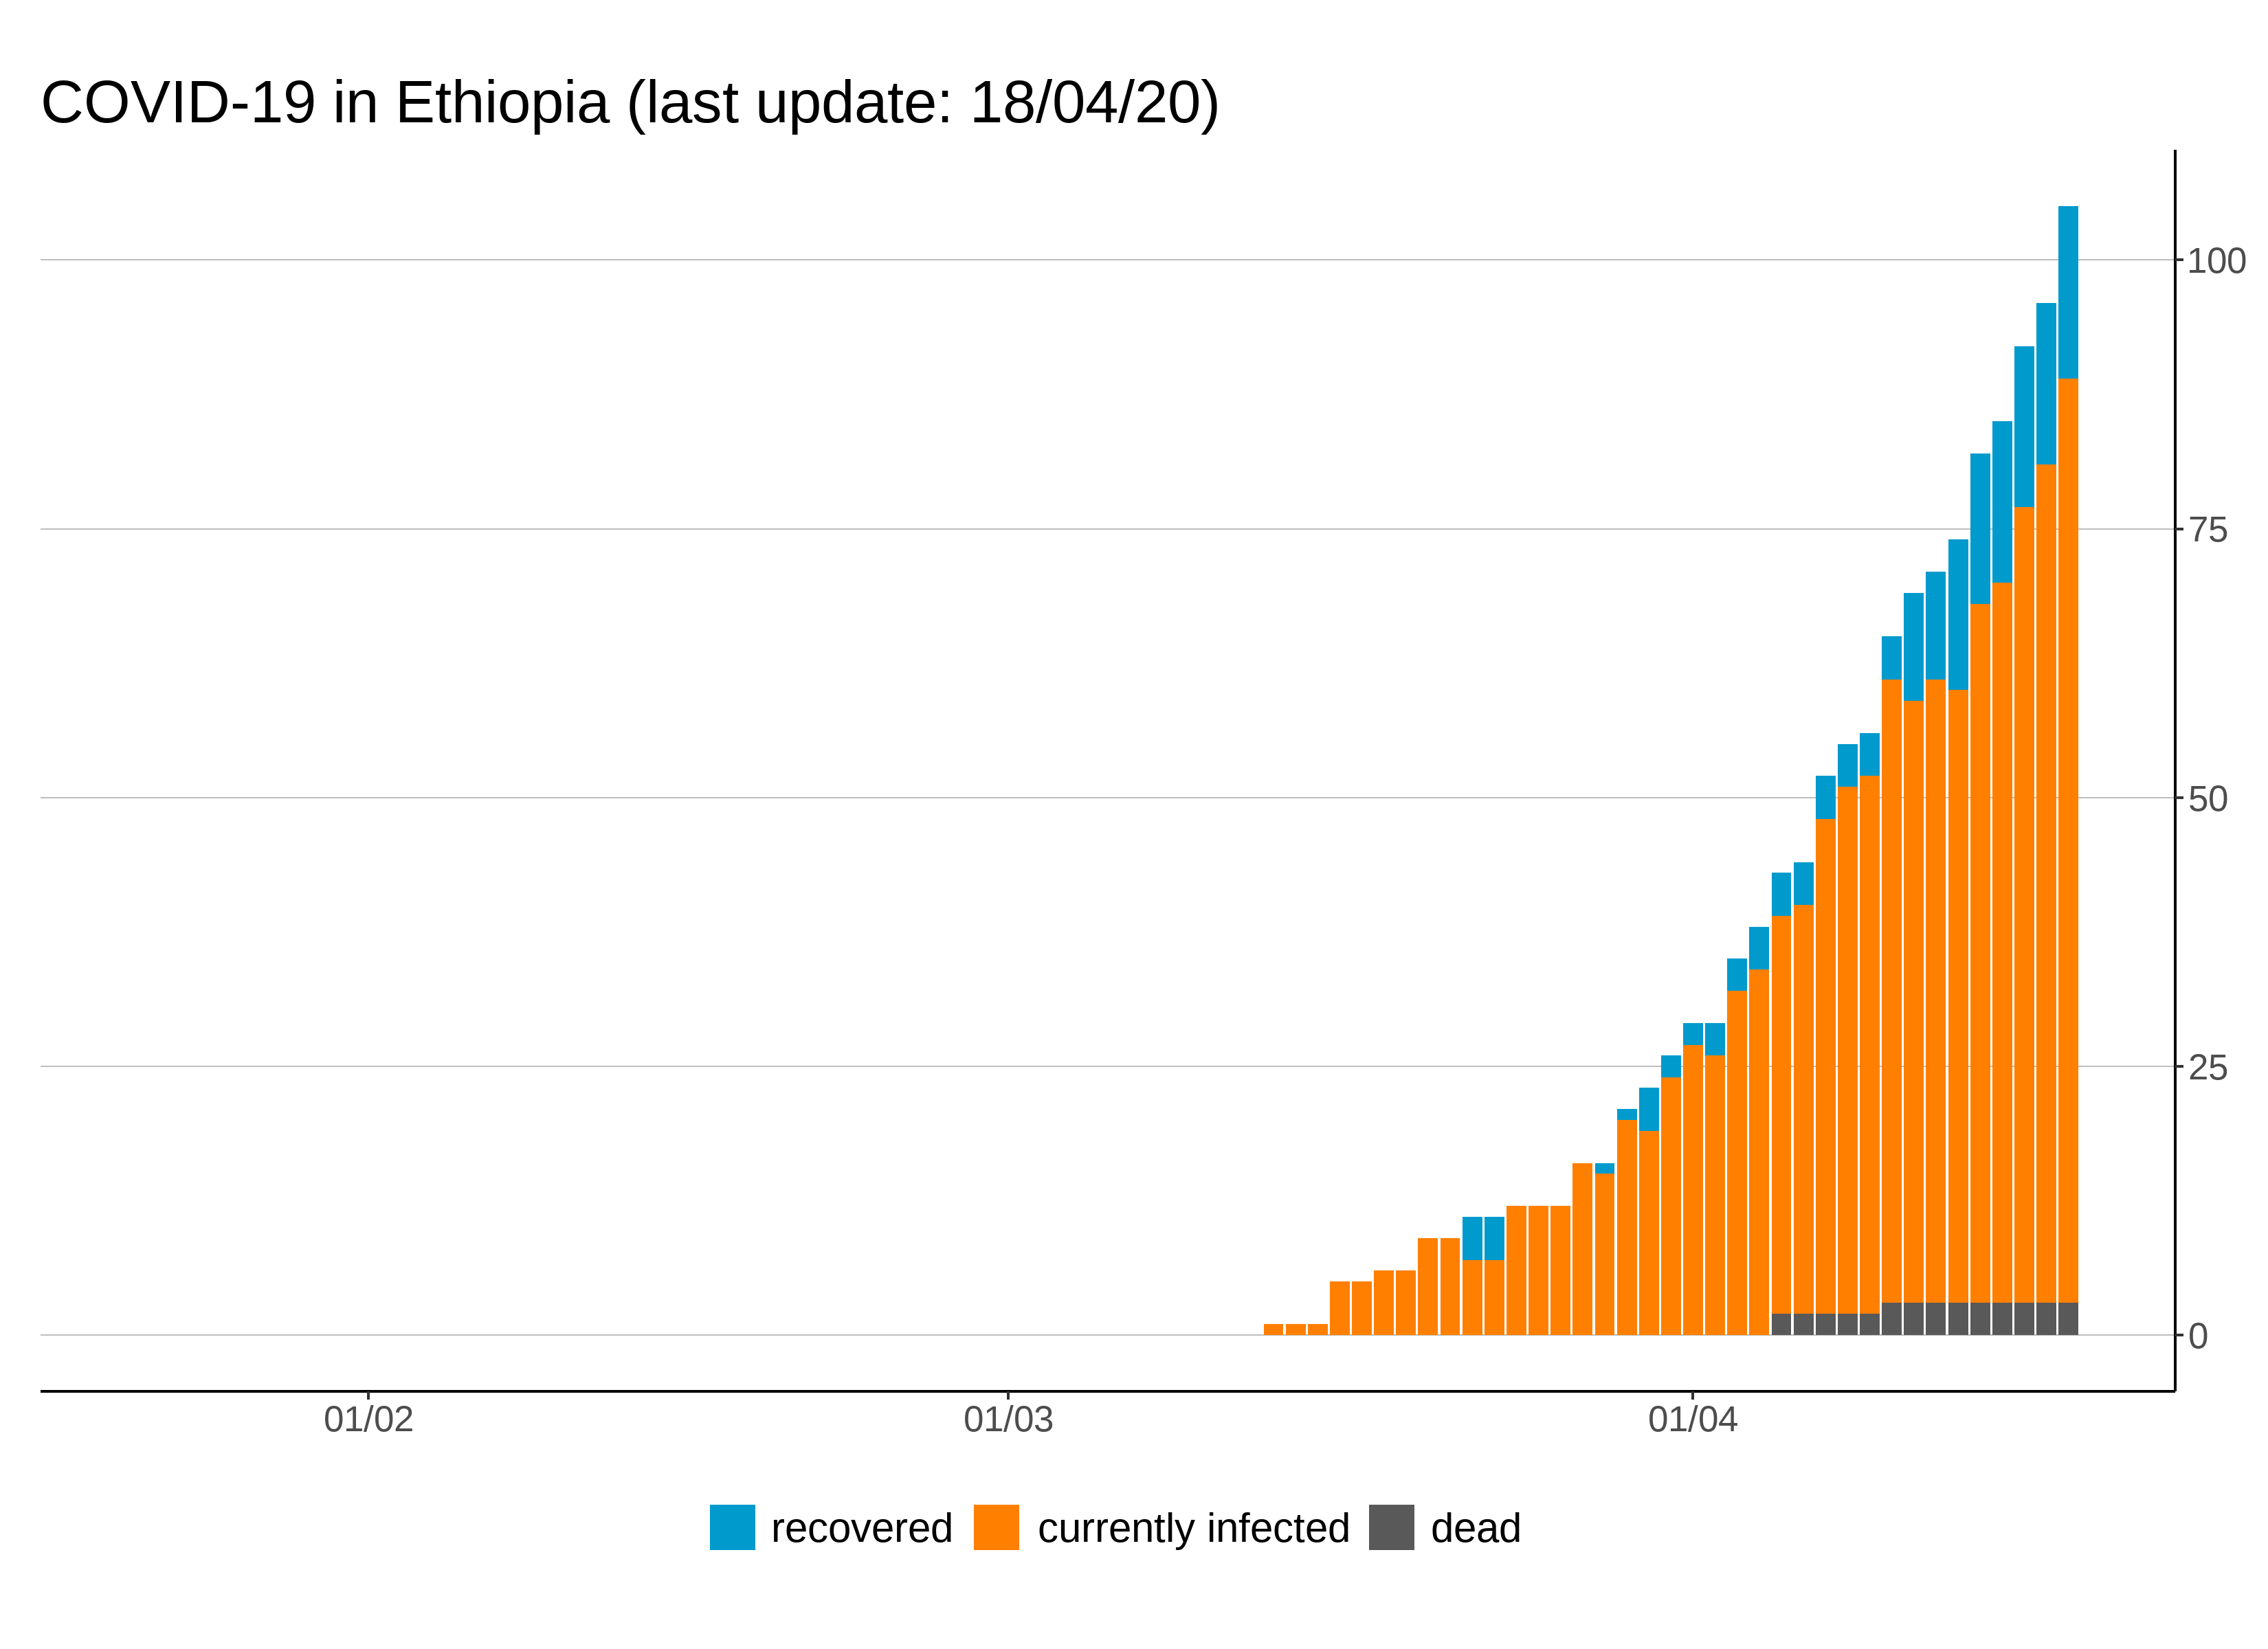 COVID-19 in Ethiopia (last update: 18/04/20)
100
75
50
25
0
01/02 01/03 01/04
recovered currently infected dead